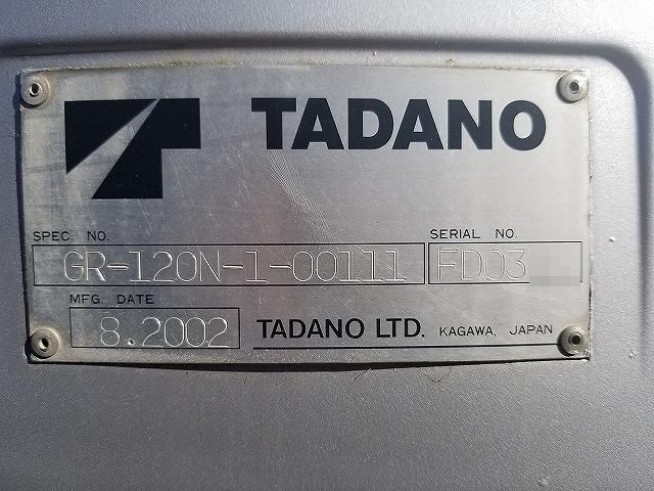 TADANO
SPEC. NO. SERIAL NO.
GR-120N-1-00111 FD03
MFG. DATE
8.2002 TADANO LTD. KAGAWA, JAPAN